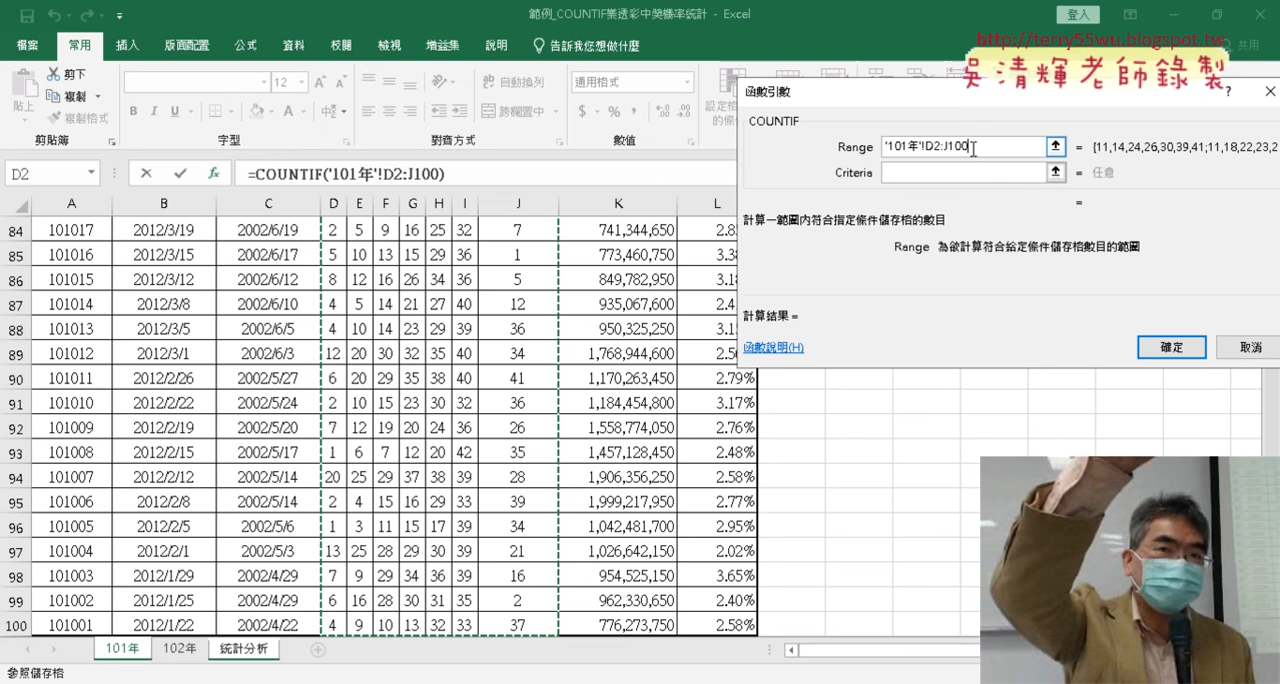 範例_COUNTIF樂透彩中獎機率統計 - Excel
登入
http://terry55wu.blogspot.tw
吳清輝老師錄製
檔案 常用 插入 版面配置 公式 資料 校閱 檢視 增益集 說明 告訴我您想做什麼 共用
貼上 剪下 複製 複製格式
12 A A
B I U A 中
自動換列
跨欄置中
通用格式
$ % ,
剪貼簿 字型 對齊方式 數值
D2 fx =COUNTIF('101年'!D2:J100)
函數引數 ? ×
COUNTIF
Range '101年'!D2:J100 = {11,14,24,26,30,39,41;11,18,22,23,2
Criteria = 任意
=
計算一範圍內符合指定條件儲存格的數目
Range 為欲計算符合給定條件儲存格數目的範圍
計算結果 =
函數說明(H) 確定 取消
A B C D E F G H I J K L
84 101017 2012/3/19 2002/6/19 2 5 9 16 25 32 7 741,344,650
85 101016 2012/3/15 2002/6/17 5 10 13 15 29 36 1 773,460,750
86 101015 2012/3/12 2002/6/12 8 12 16 26 34 36 5 849,782,950
87 101014 2012/3/8 2002/6/10 4 5 14 21 27 40 12 935,067,600
88 101013 2012/3/5 2002/6/5 4 10 14 23 29 39 36 950,325,250
89 101012 2012/3/1 2002/6/3 12 20 30 32 35 40 34 1,768,944,600
90 101011 2012/2/26 2002/5/27 6 20 29 35 38 40 41 1,170,263,450 2.79%
91 101010 2012/2/22 2002/5/24 2 10 15 23 30 32 36 1,184,454,800 3.17%
92 101009 2012/2/19 2002/5/20 7 12 19 20 24 36 26 1,558,774,050 2.76%
93 101008 2012/2/15 2002/5/17 1 6 7 12 20 42 35 1,457,128,450 2.48%
94 101007 2012/2/12 2002/5/14 20 25 29 37 38 39 28 1,906,356,250 2.58%
95 101006 2012/2/8 2002/5/14 2 4 15 16 29 33 39 1,999,217,950 2.77%
96 101005 2012/2/5 2002/5/6 1 3 11 15 17 39 34 1,042,481,700 2.95%
97 101004 2012/2/1 2002/5/3 13 25 28 29 30 39 21 1,026,642,150 2.02%
98 101003 2012/1/29 2002/4/29 7 9 29 34 36 39 16 954,525,150 3.65%
99 101002 2012/1/25 2002/4/29 6 16 28 30 31 35 2 962,330,650 2.40%
100 101001 2012/1/22 2002/4/22 4 9 10 13 32 33 37 776,273,750 2.58%
101年 102年 統計分析
參照儲存格